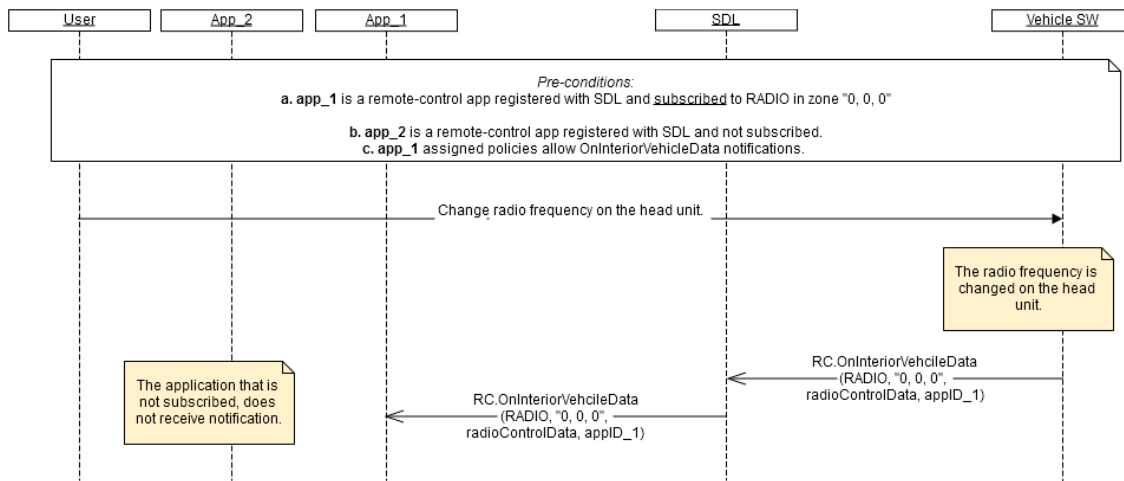 User
App_2
App_1
SDL
Vehicle SW
Pre-conditions:
a. app_1 is a remote-control app registered with SDL and subscribed to RADIO in zone "0, 0, 0"
b. app_2 is a remote-control app registered with SDL and not subscribed.
c. app_1 assigned policies allow OnInteriorVehicleData notifications.
Change radio frequency on the head unit.
The radio frequency is
changed on the head
unit.
RC.OnInteriorVehcileData
(RADIO, "0, 0, 0",
radioControlData, appID_1)
The application that is
not subscribed, does
not receive notification.
RC.OnInteriorVehcileData
(RADIO, "0, 0, 0",
radioControlData, appID_1)